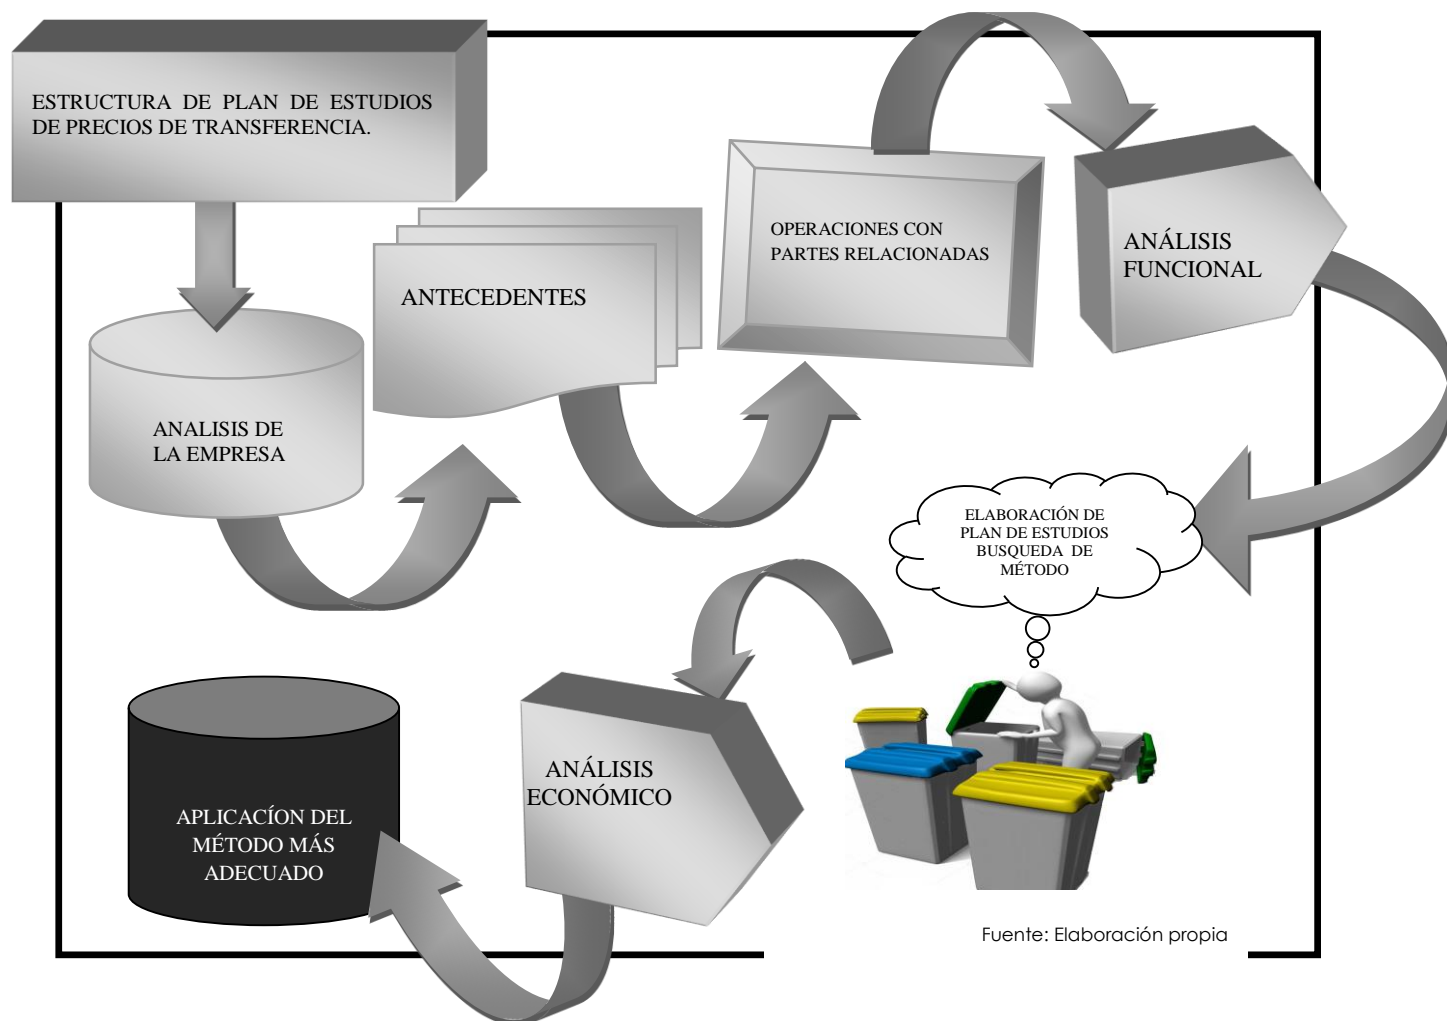 ESTRUCTURA DE PLAN DE ESTUDIOS
DE PRECIOS DE TRANSFERENCIA.
ANALISIS DE
LA EMPRESA
ANTECEDENTES
OPERACIONES CON
PARTES RELACIONADAS
ANÁLISIS
FUNCIONAL
ELABORACIÓN DE
PLAN DE ESTUDIOS
BUSQUEDA DE
MÉTODO
ANÁLISIS
ECONÓMICO
APLICACÍON DEL
MÉTODO MÁS
ADECUADO
Fuente: Elaboración propia